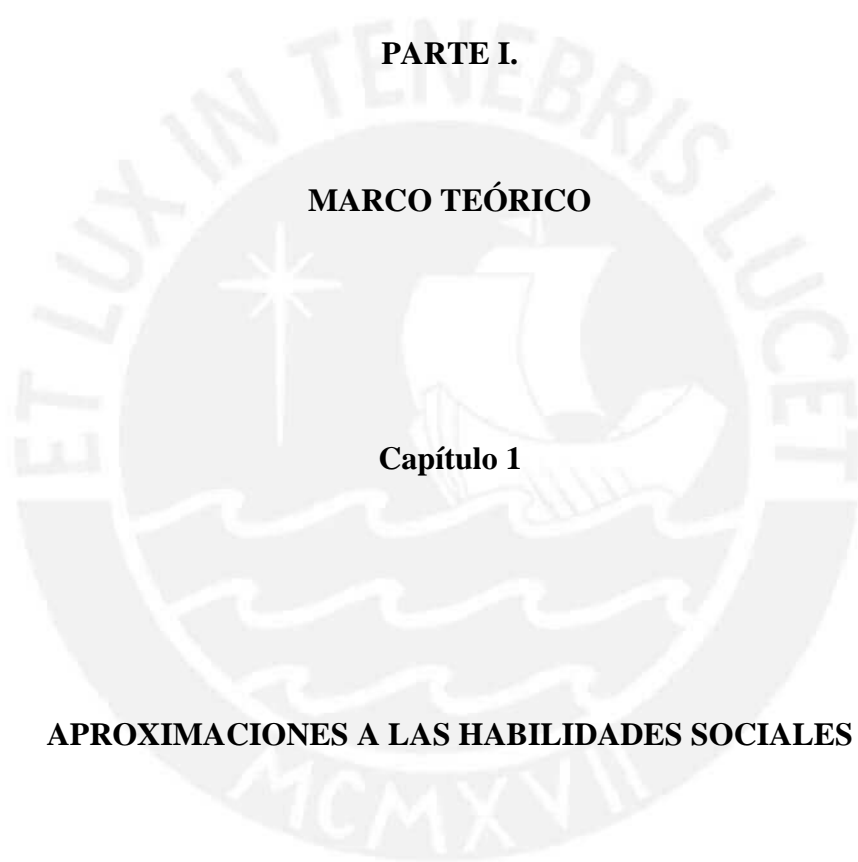 PARTE I.
MARCO TEÓRICO
Capítulo 1
APROXIMACIONES A LAS HABILIDADES SOCIALES
ET LUX IN TENEBRIS LUCET
MCMXVII